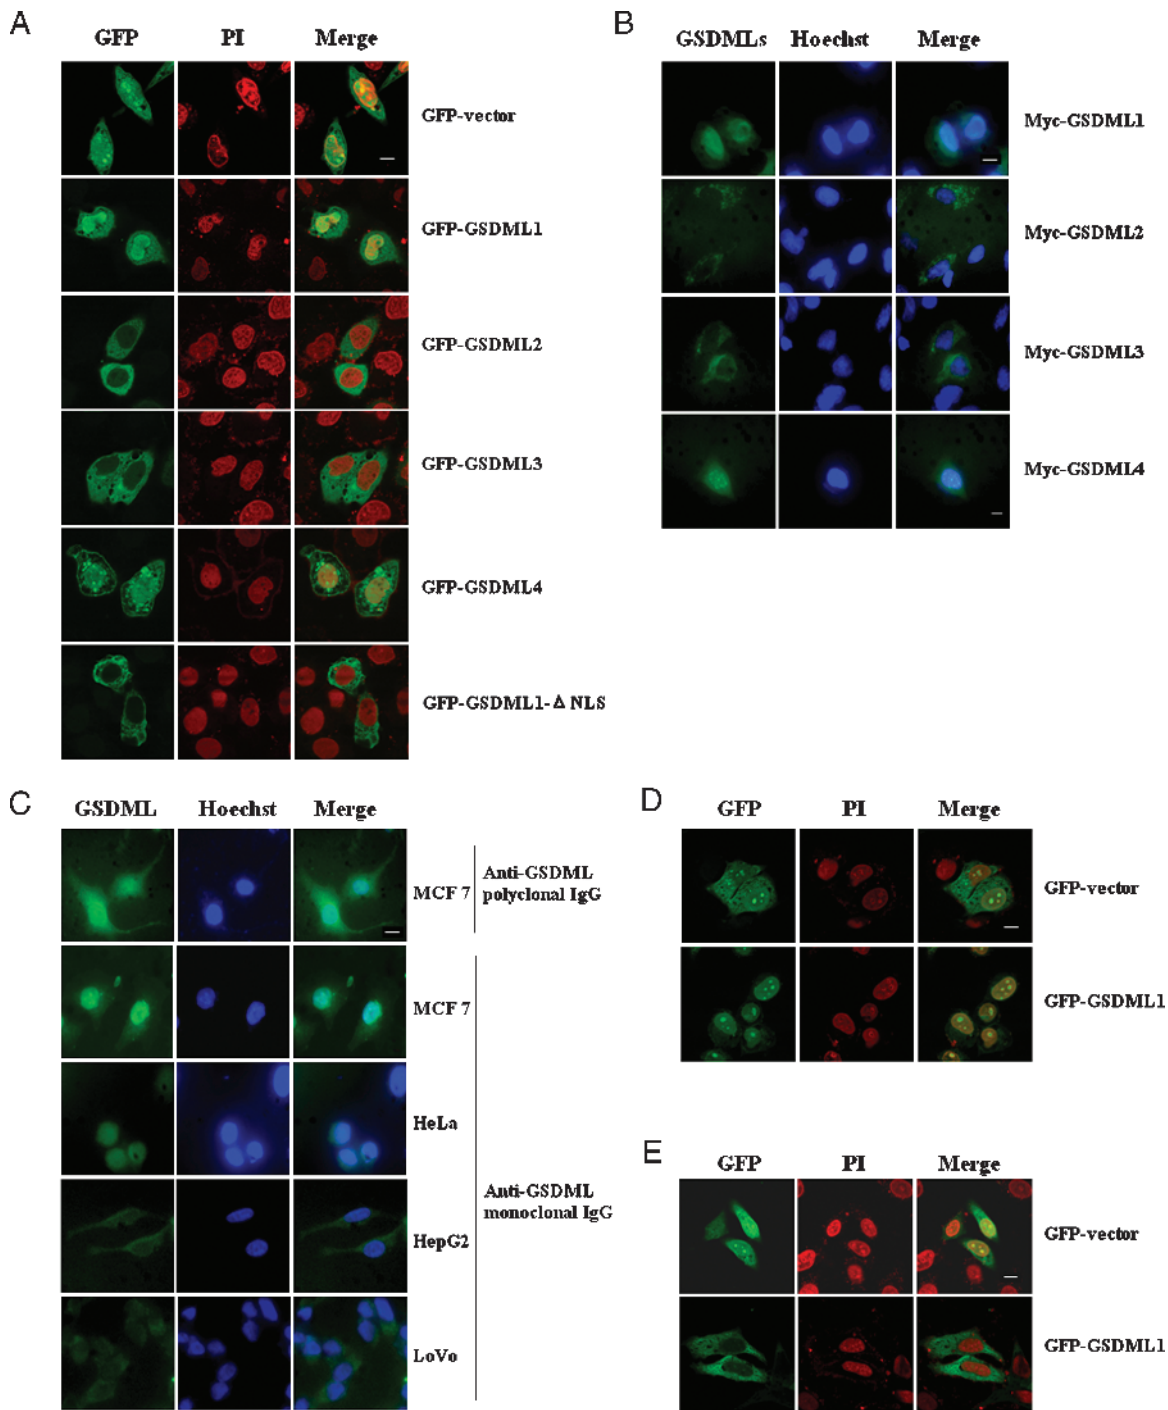 A
GFP PI Merge
GFP-vector
GFP-GSDML1
GFP-GSDML2
GFP-GSDML3
GFP-GSDML4
GFP-GSDML1-Δ NLS
B
GSDMLs Hoechst Merge
Myc-GSDML1
Myc-GSDML2
Myc-GSDML3
Myc-GSDML4
C
GSDML Hoechst Merge
MCF 7
Anti-GSDML
polyclonal IgG
MCF 7
HeLa
HepG2
LoVo
Anti-GSDML
monoclonal IgG
D
GFP PI Merge
GFP-vector
GFP-GSDML1
E
GFP PI Merge
GFP-vector
GFP-GSDML1